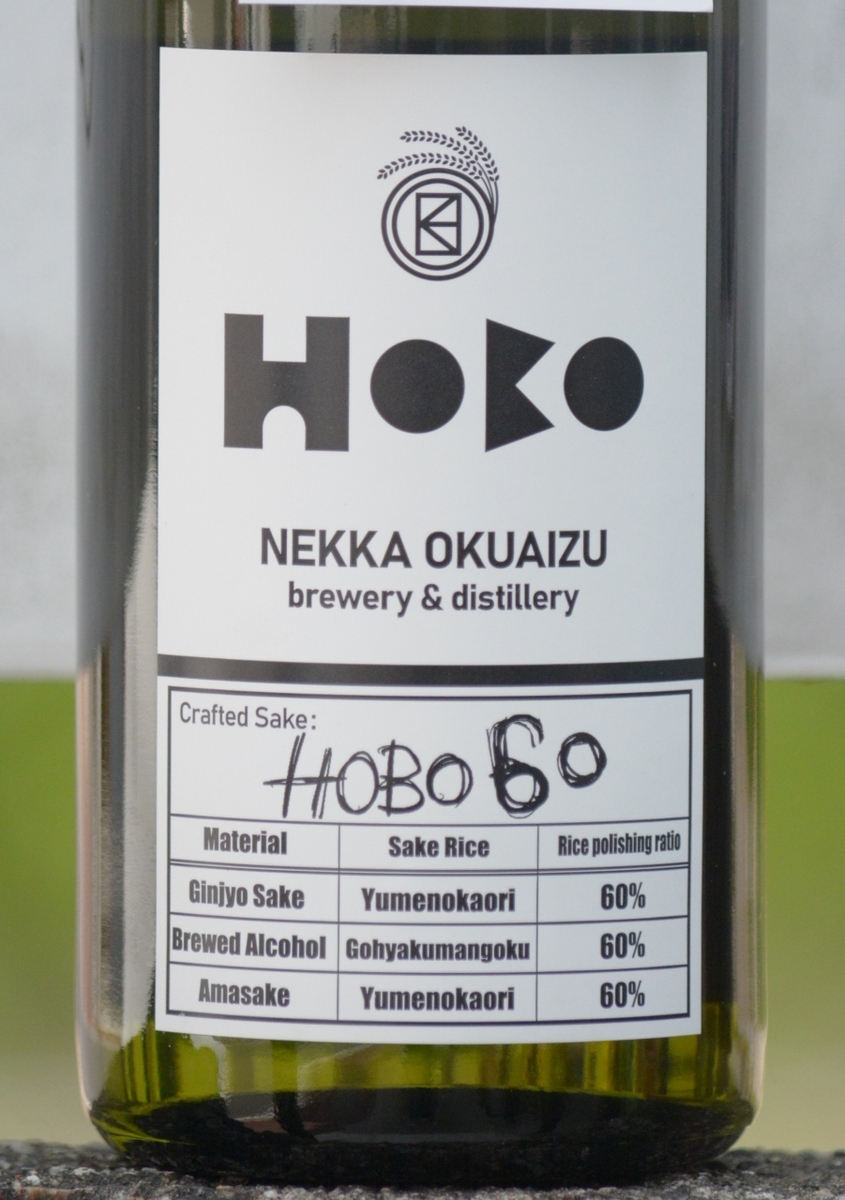 HOBO
NEKKA OKUAIZU
brewery & distillery
Crafted Sake:
HOBO 60
Material Sake Rice Rice polishing ratio
Ginjyo Sake Yumenokaori 60%
Brewed Alcohol Gohyakumangoku 60%
Amasake Yumenokaori 60%